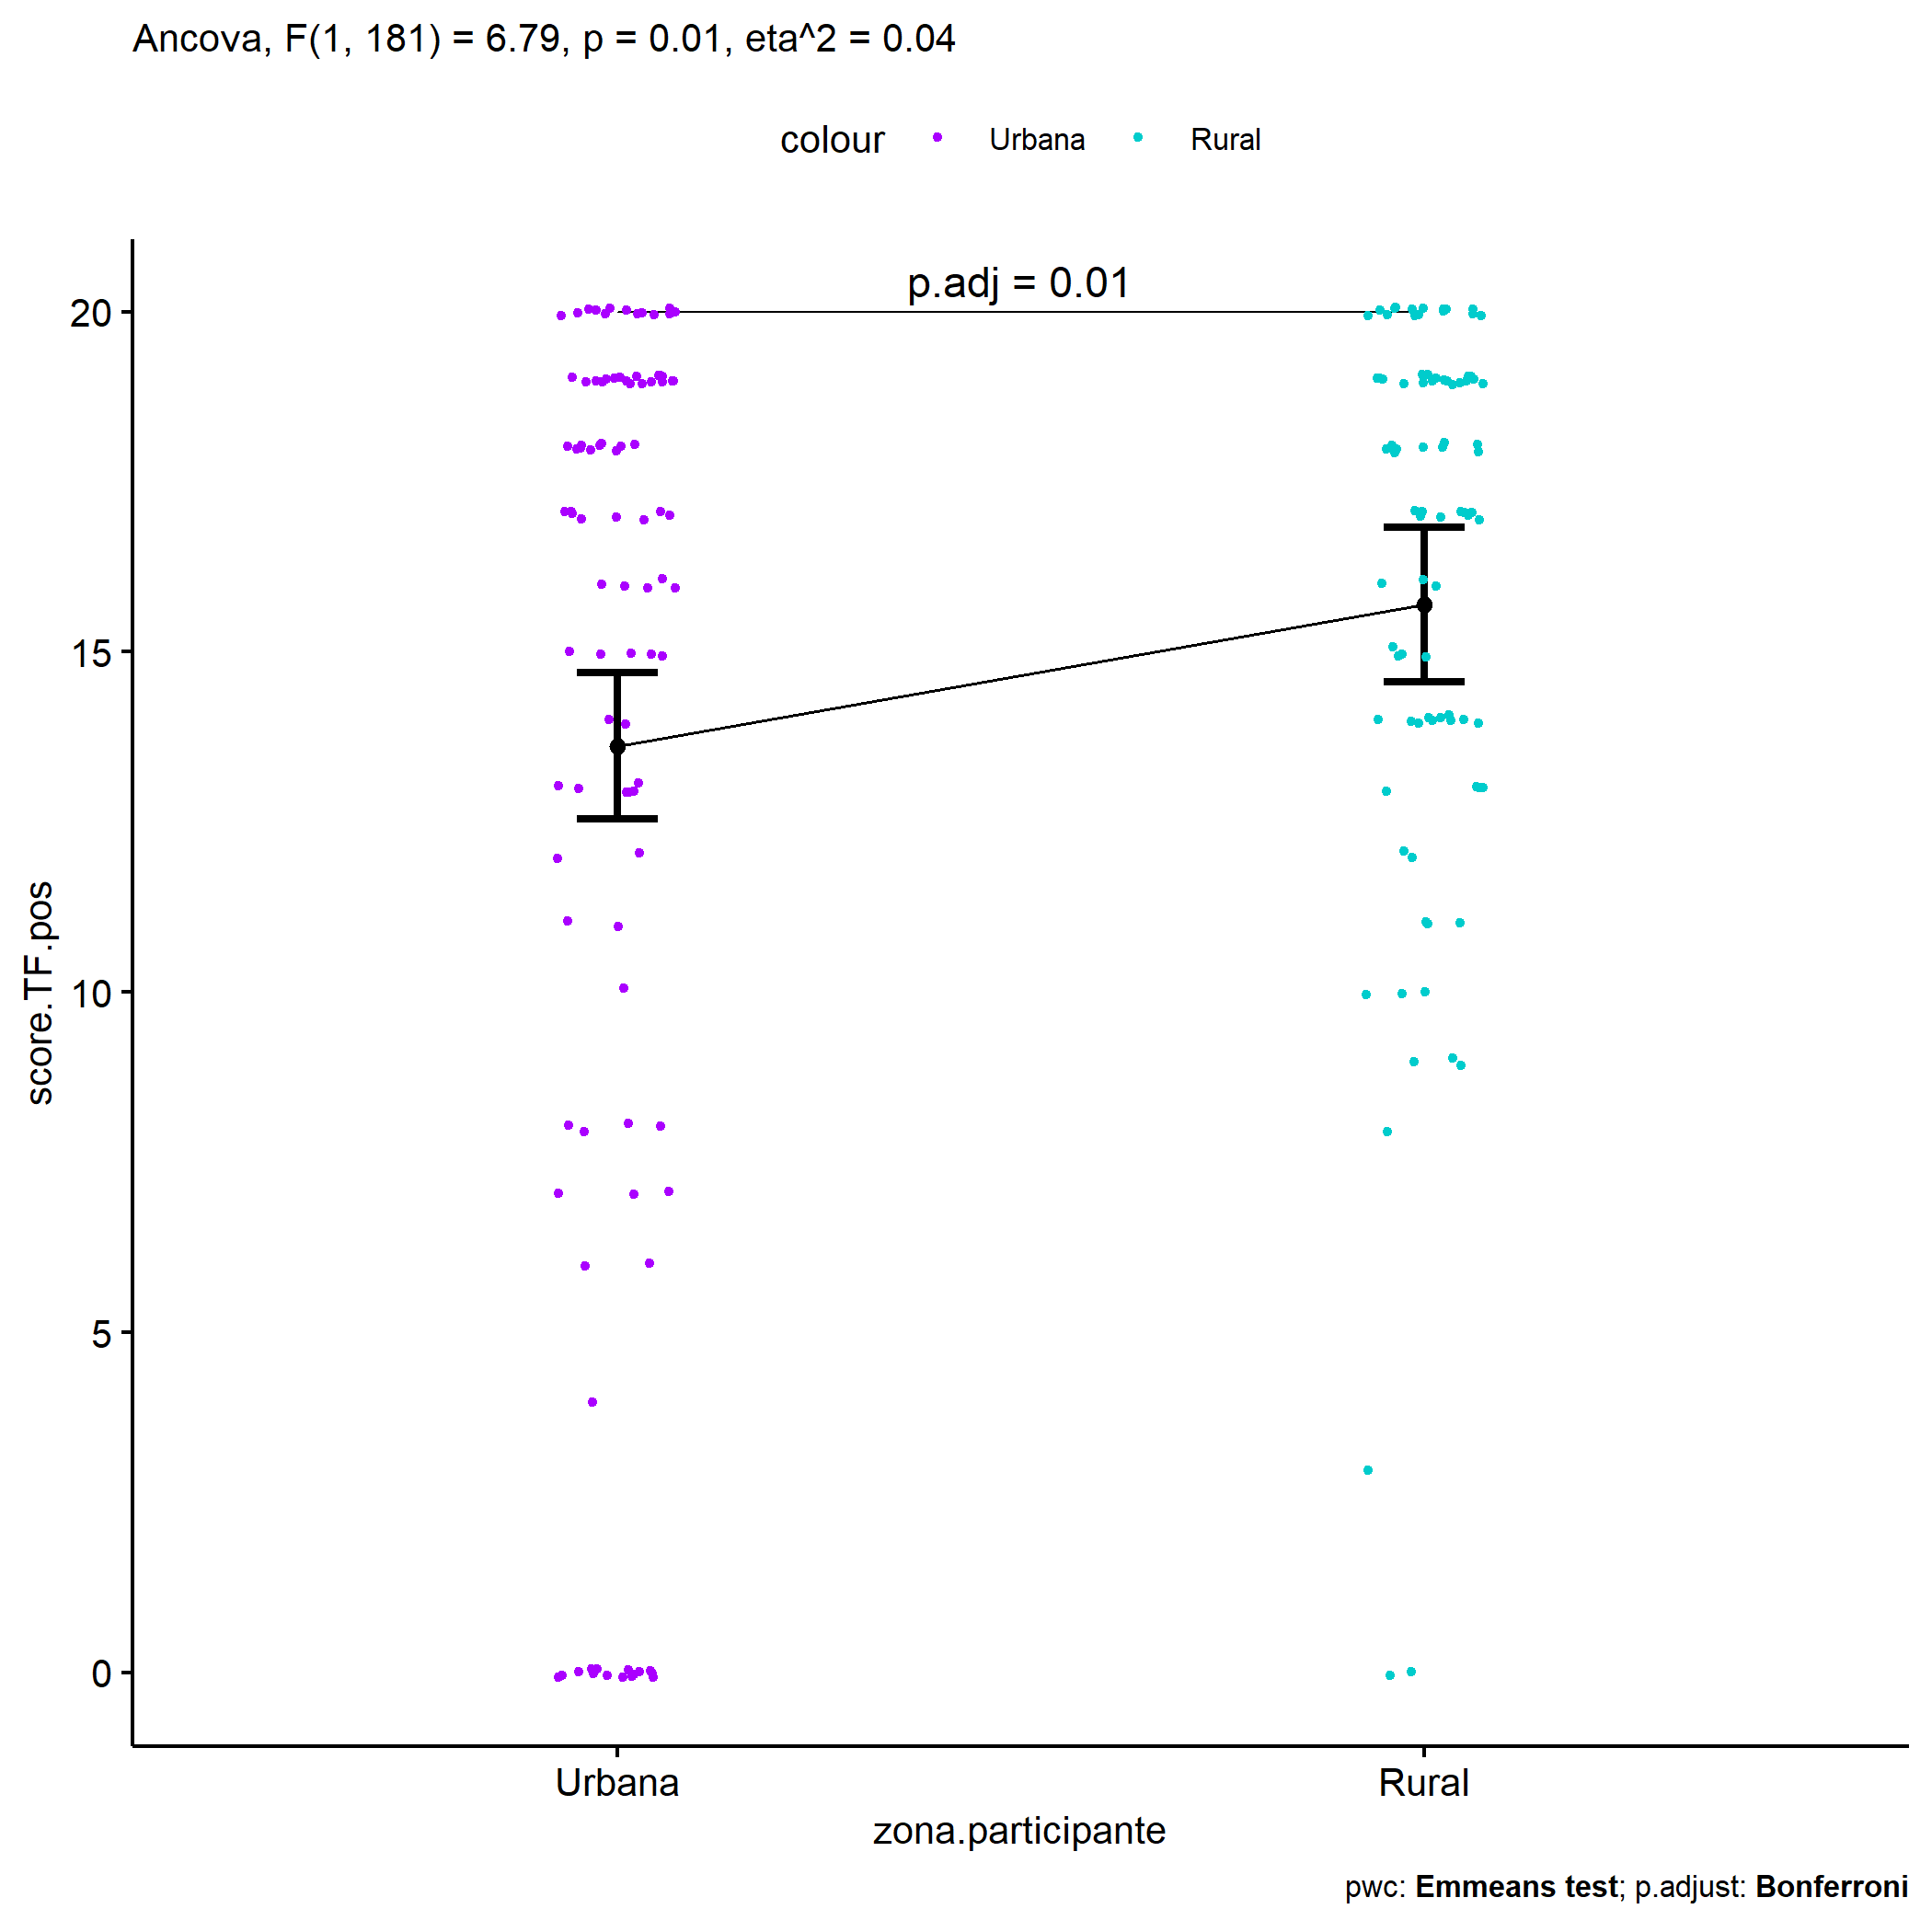 Ancova, F(1, 181) = 6.79, p = 0.01, eta^2 = 0.04
colour Urbana Rural
p.adj = 0.01
20
15
10
5
0
score.TF.pos
Urbana Rural
zona.participante
pwc: Emmeans test; p.adjust: Bonferroni